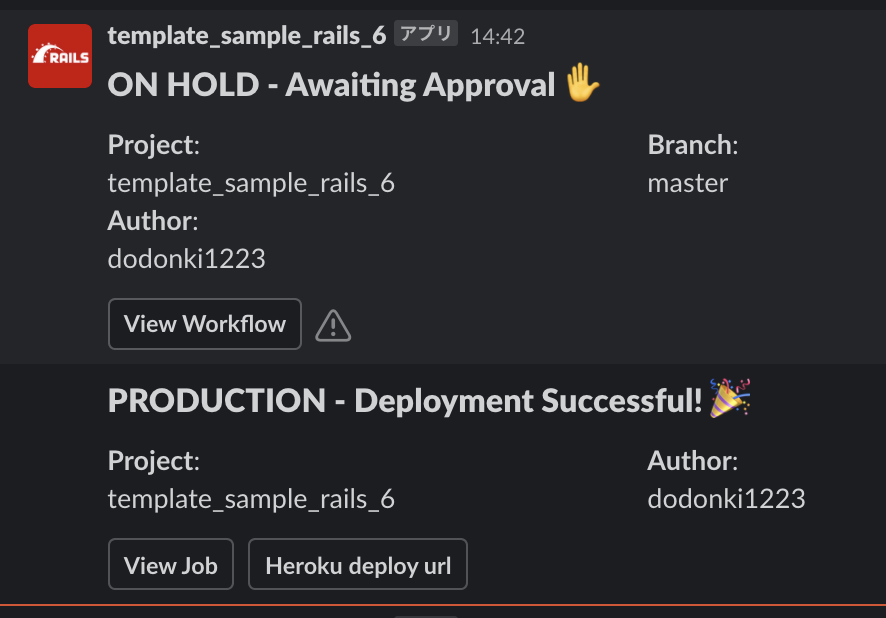 RAILS
template_sample_rails_6 アプリ 14:42
ON HOLD - Awaiting Approval ✋
Project:
template_sample_rails_6
Branch:
master
Author:
dodonki1223
View Workflow
PRODUCTION - Deployment Successful! 🎉
Project:
template_sample_rails_6
Author:
dodonki1223
View Job
Heroku deploy url